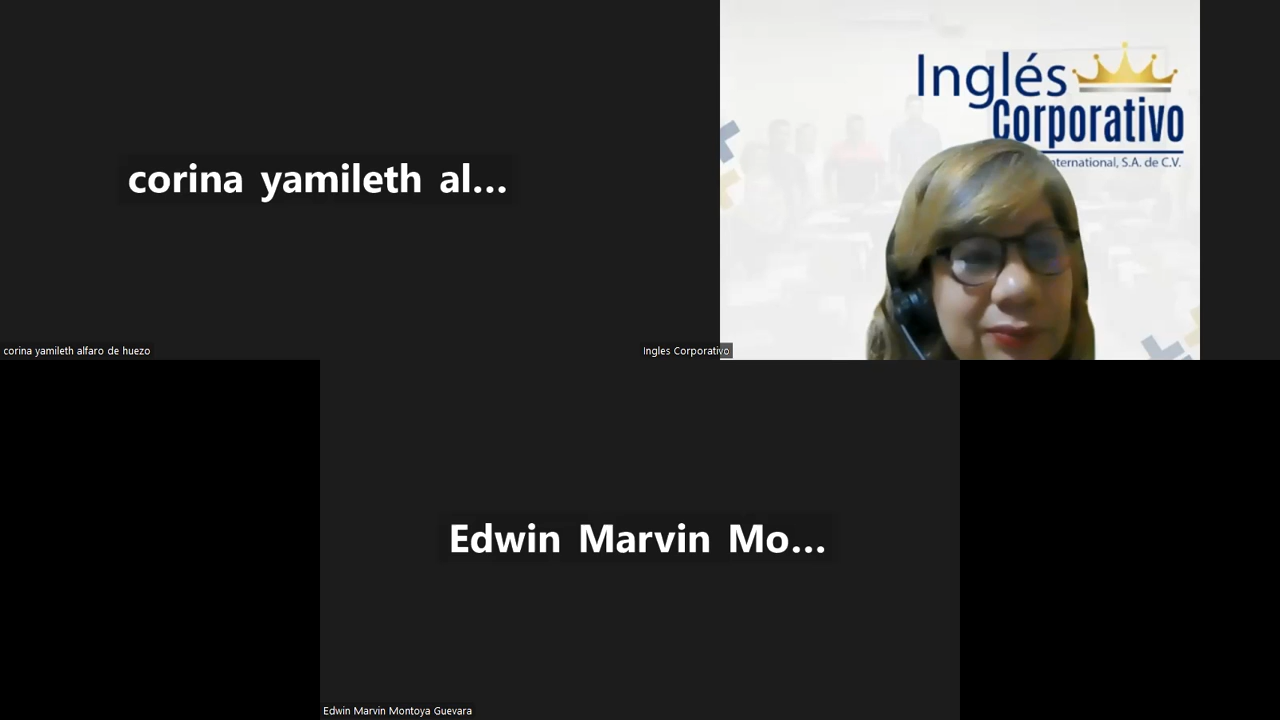 corina yamileth al...
corina yamileth alfaro de huezo
Inglés
Corporativo
International, S.A. de C.V.
Ingles Corporativo
Edwin Marvin Mo...
Edwin Marvin Montoya Guevara